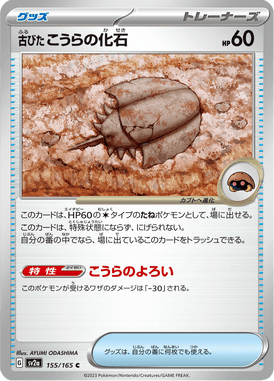 グッズ
トレーナーズ
ふる
かせき
古びたこうらの化石
HP60
カブトへ進化
このカードは、HP60の タイプのたねポケモンとして、場に出せる。
このカードは、特殊状態にならず、にげられない。
自分の番の中でなら、場に出ているこのカードをトラッシュできる。
特性
こうらのよろい
このポケモンが受けるワザのダメージは「-30」される。
Illus. AYUMI ODASHIMA
G SV2a 155/165 C
©2023 Pokémon/Nintendo/Creatures/GAME FREAK.
グッズは、自分の番に何枚でも使える。